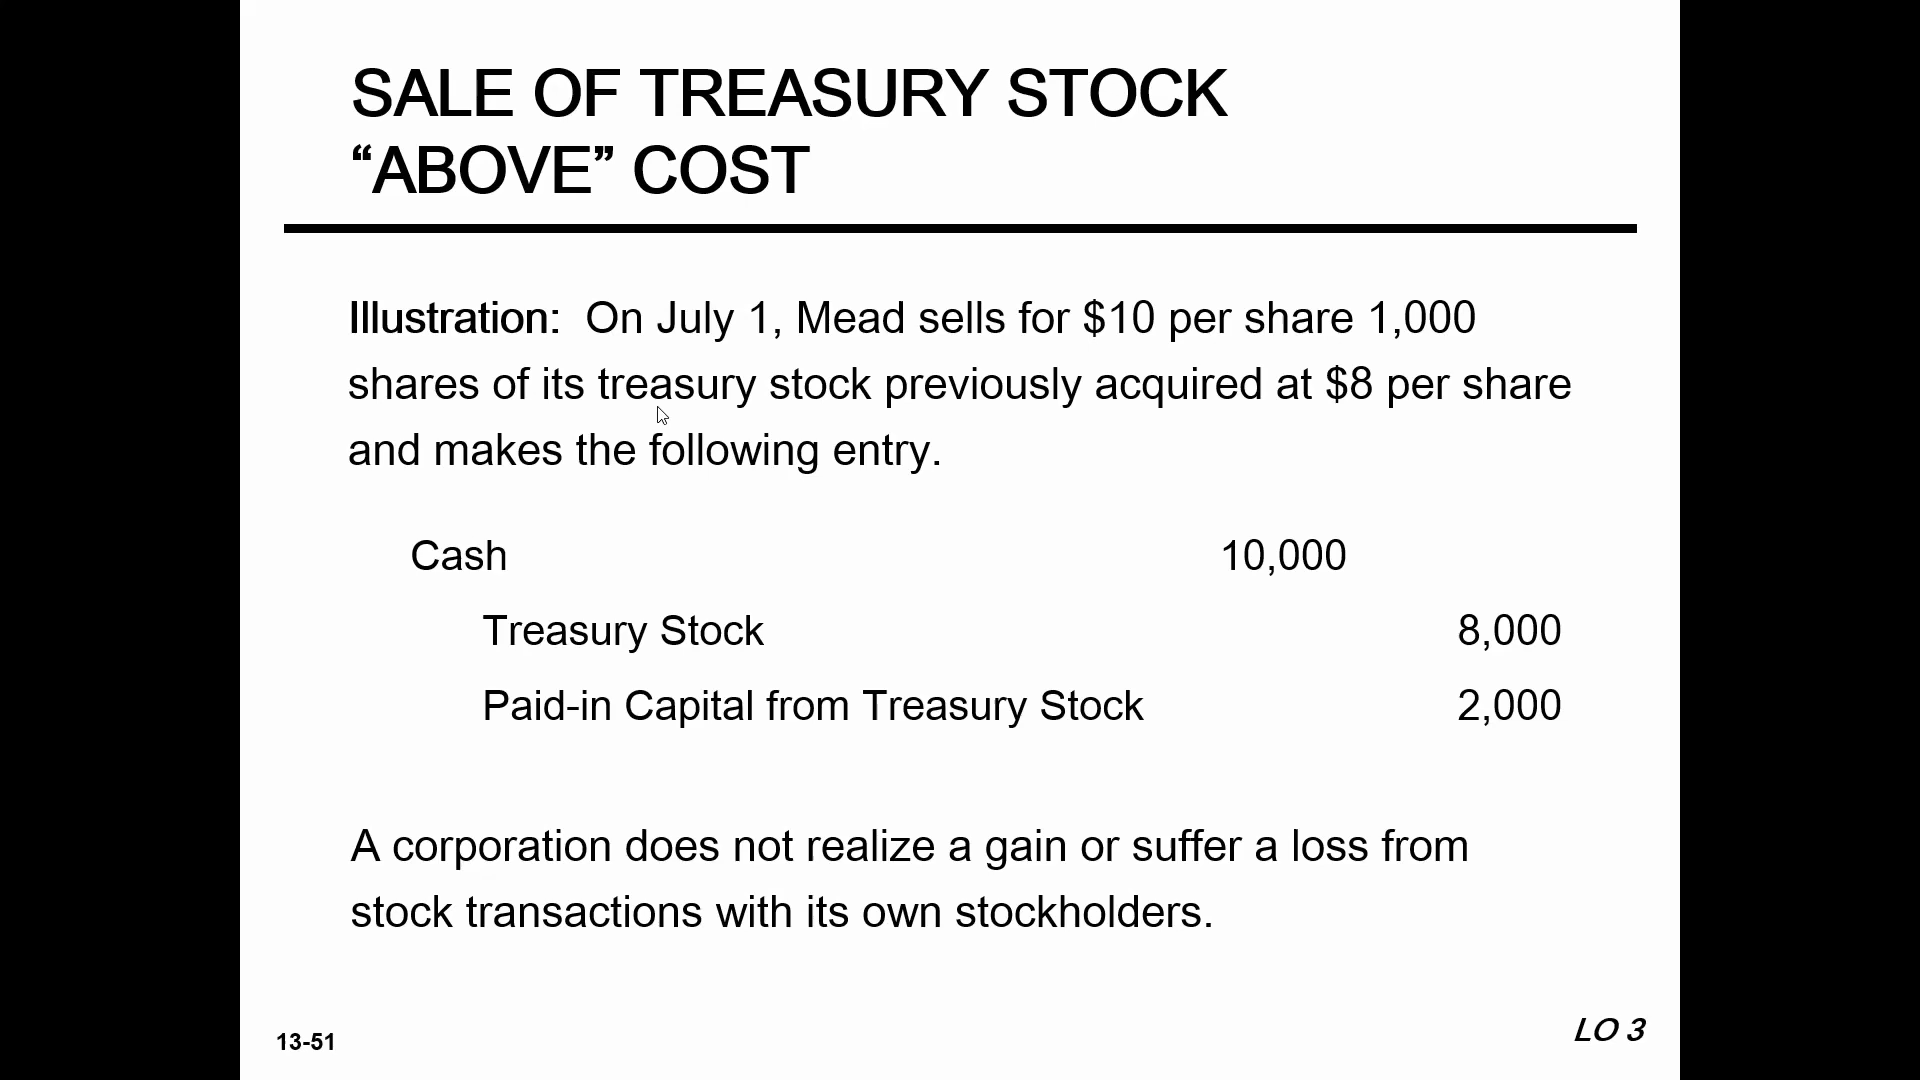 SALE OF TREASURY STOCK
“ABOVE” COST
Illustration: On July 1, Mead sells for $10 per share 1,000
shares of its treasury stock previously acquired at $8 per share
and makes the following entry.
Cash 10,000
Treasury Stock 8,000
Paid-in Capital from Treasury Stock 2,000
A corporation does not realize a gain or suffer a loss from
stock transactions with its own stockholders.
13-51
LO 3